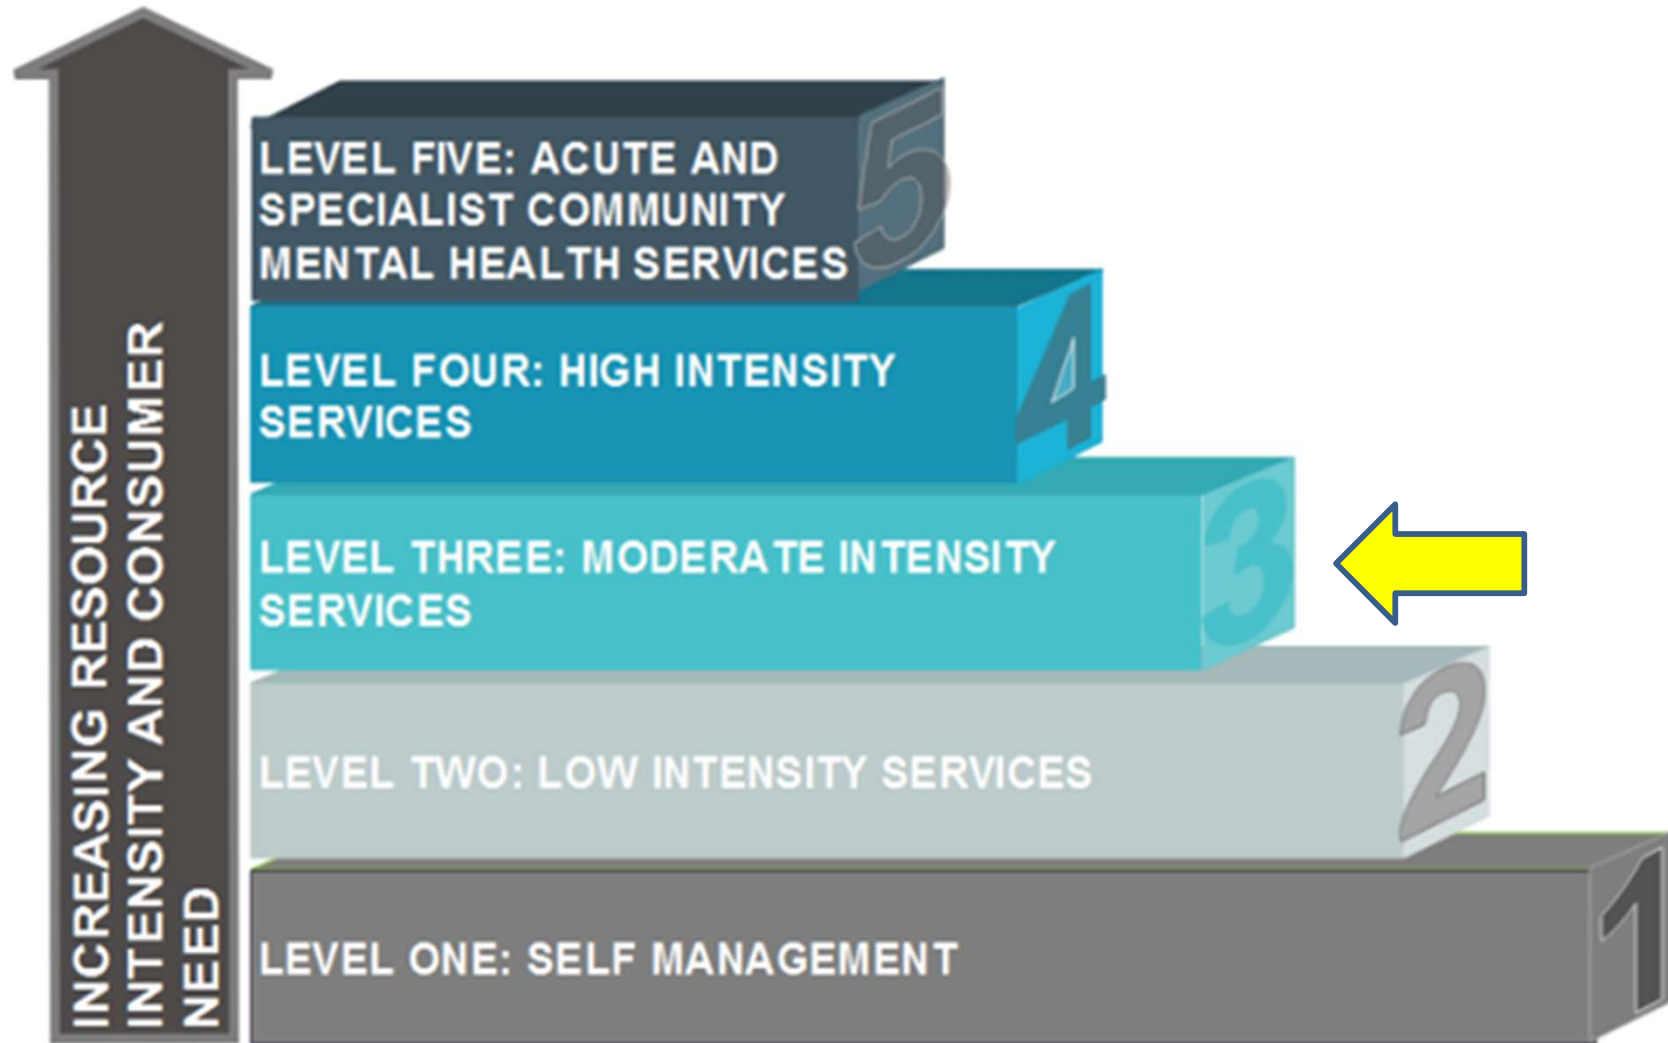 INCREASING RESOURCE
INTENSITY AND CONSUMER
NEED
LEVEL FIVE: ACUTE AND
SPECIALIST COMMUNITY
MENTAL HEALTH SERVICES
5
LEVEL FOUR: HIGH INTENSITY
SERVICES
4
LEVEL THREE: MODERATE INTENSITY
SERVICES
3
LEVEL TWO: LOW INTENSITY SERVICES
2
LEVEL ONE: SELF MANAGEMENT
1